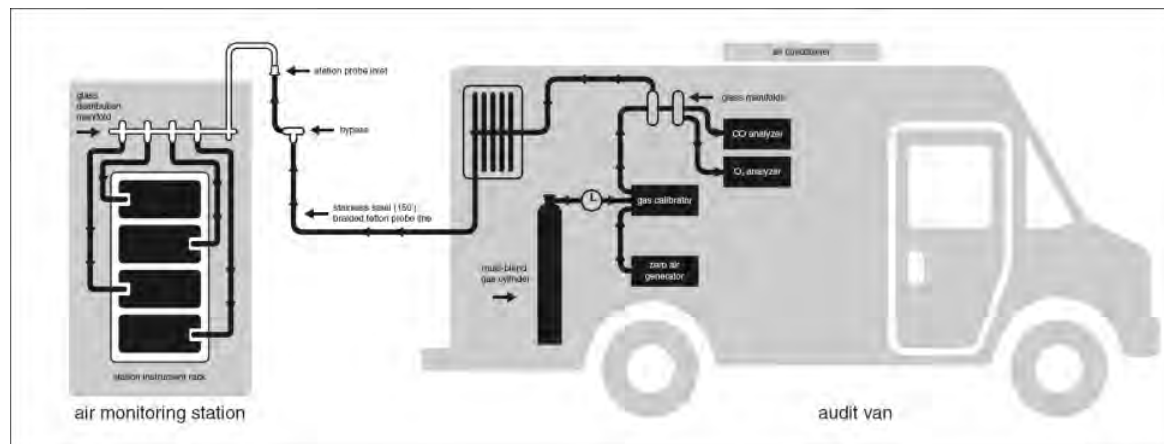 air conditioner
station probe inlet
glass
distribution
manifold
glass manifolds
bypass
CO analyzer
O₃ analyzer
stainless steel (150')
braided teflon probe line
gas calibrator
multi-blend
gas cylinder
zero air
generator
station instrument rack
air monitoring station
audit van